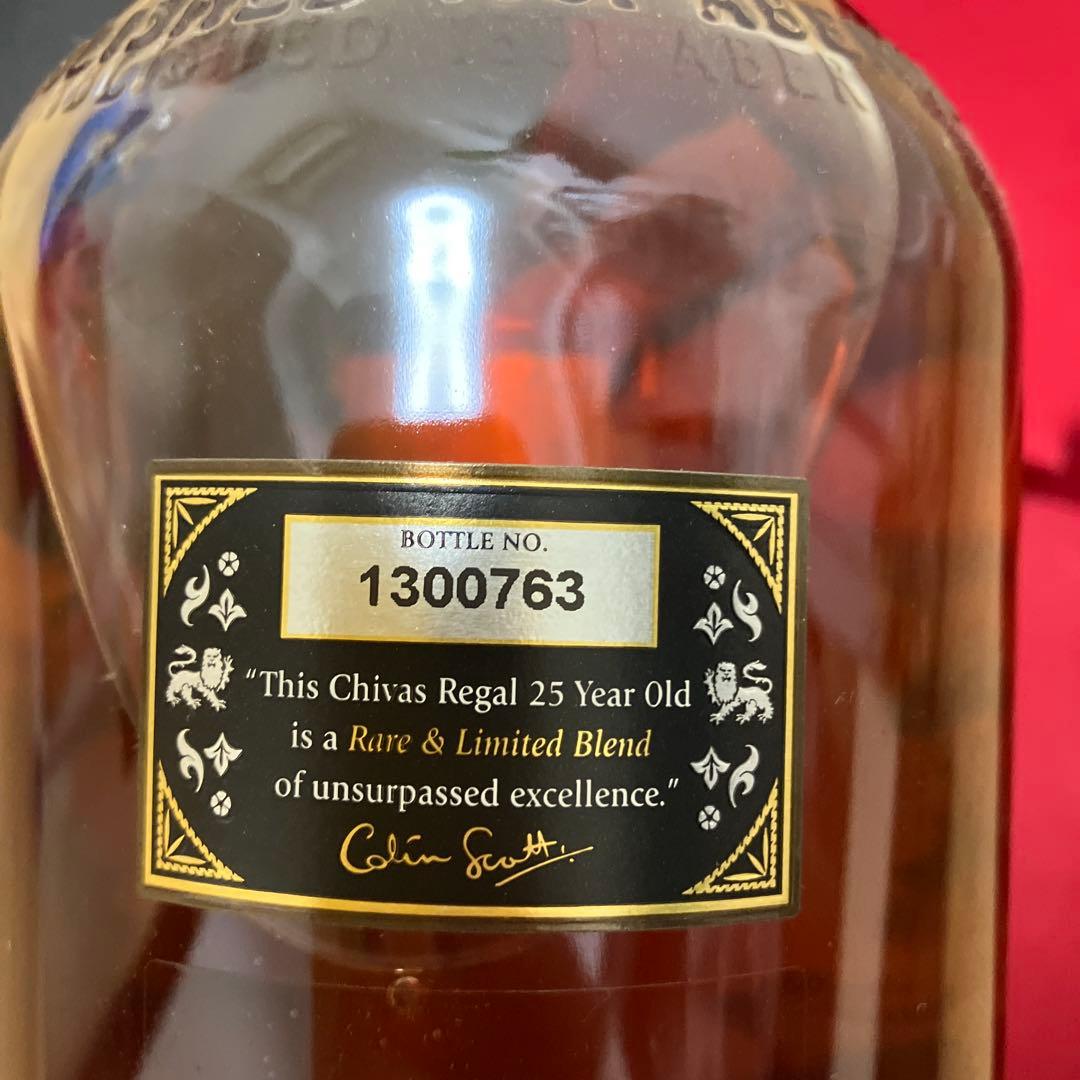 BOTTLE NO.
1300763
"This Chivas Regal 25 Year Old
is a Rare & Limited Blend
of unsurpassed excellence."
Colin Scott.